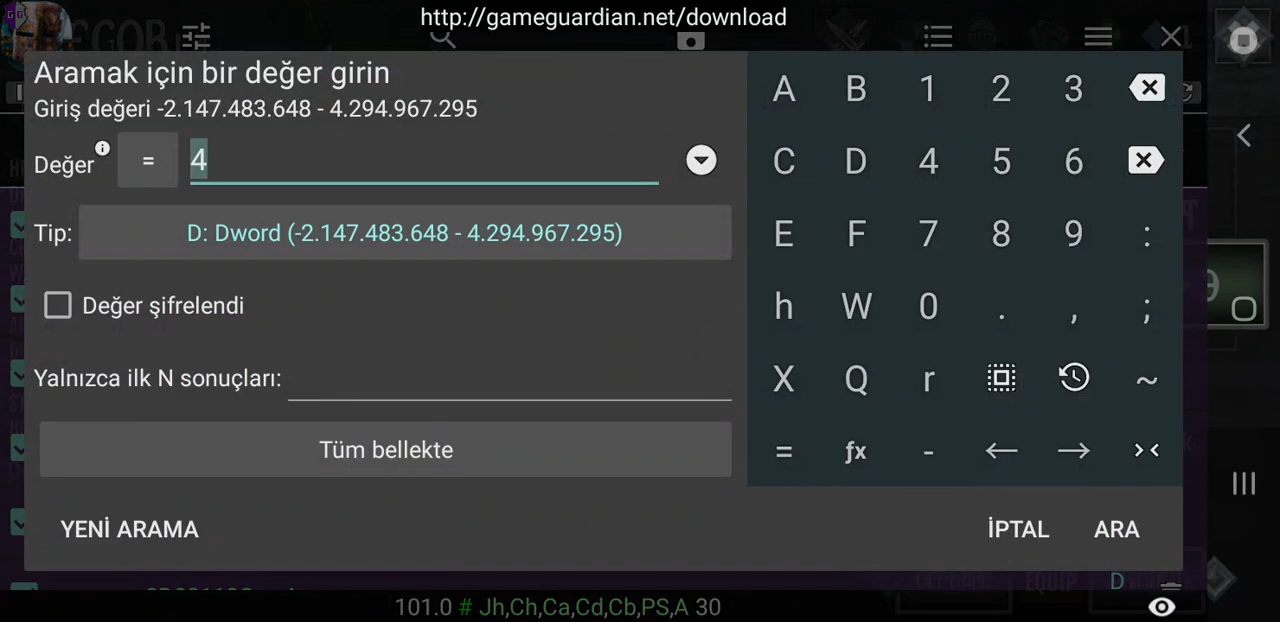 http://gameguardian.net/download
Aramak için bir değer girin
Giriş değeri -2.147.483.648 - 4.294.967.295
Değer = 4
Tip: D: Dword (-2.147.483.648 - 4.294.967.295)
Değer şifrelendi
Yalnızca ilk N sonuçları:
Tüm bellekte
YENİ ARAMA İPTAL ARA
A B 1 2 3
C D 4 5 6
E F 7 8 9 :
h W 0 . , ;
X Q r ~
= ƒx - ← → ><
EQUIP D
101.0 # Jh,Ch,Ca,Cd,Cb,PS,A 30